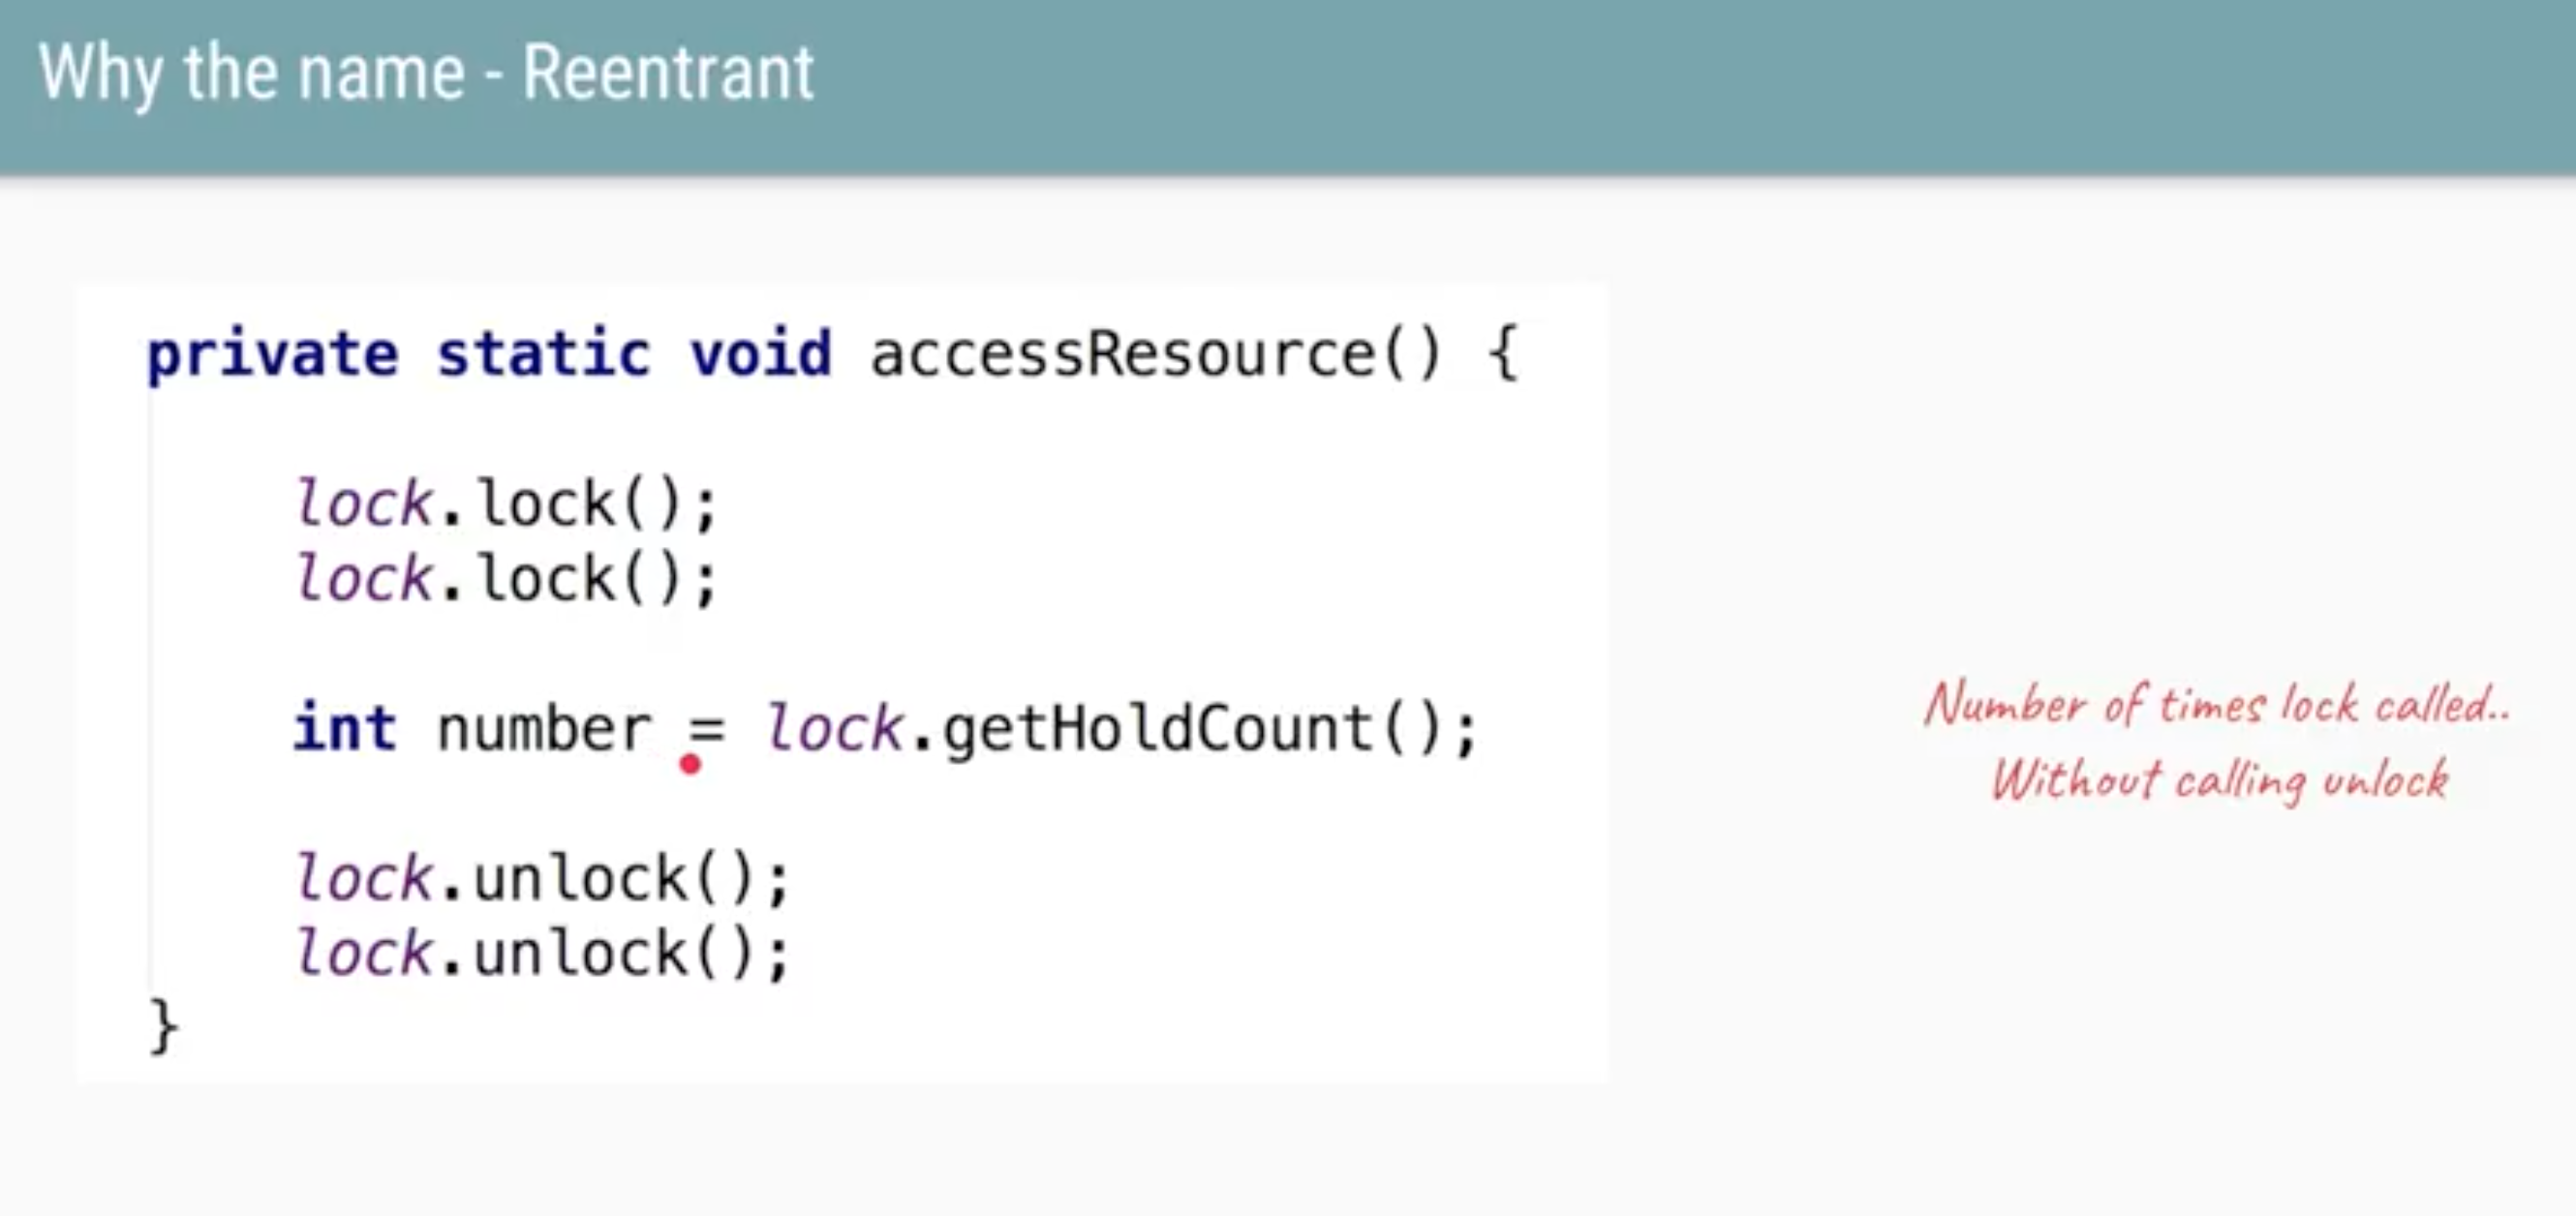 Why the name - Reentrant
private static void accessResource() {
lock.lock();
lock.lock();
int number = lock.getHoldCount();
Number of times lock called..
Without calling unlock
lock.unlock();
lock.unlock();
}